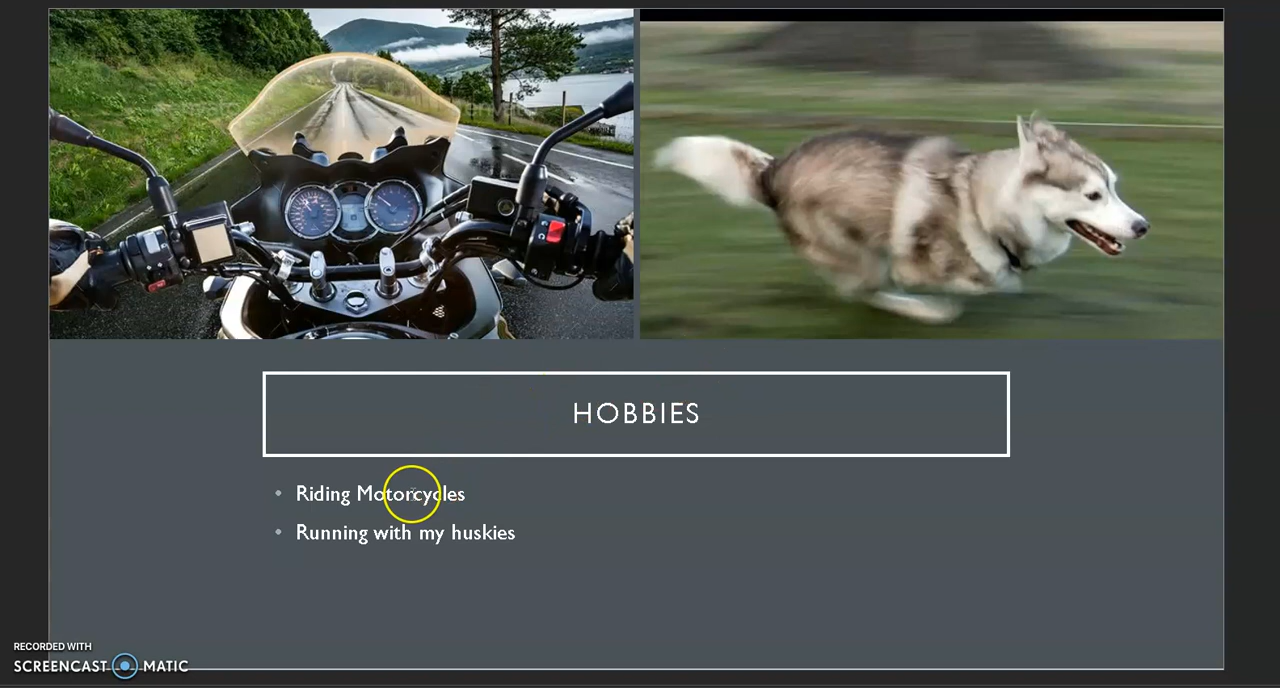 HOBBIES
• Riding Motorcycles
• Running with my huskies
RECORDED WITH
SCREENCAST MATIC